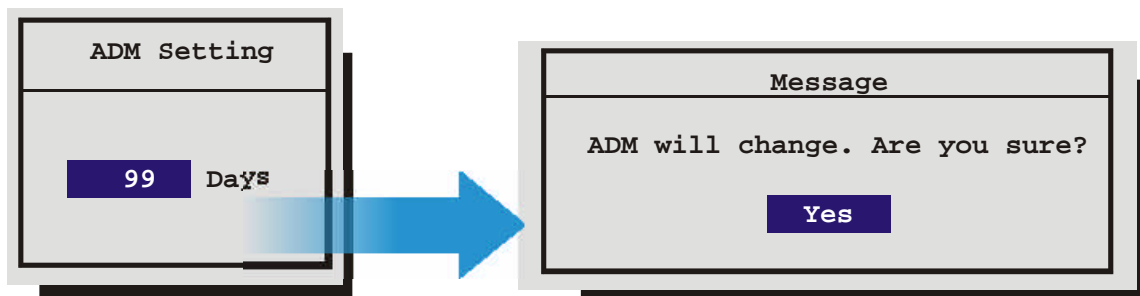 ADM Setting
99 Days
Message
ADM will change. Are you sure?
Yes